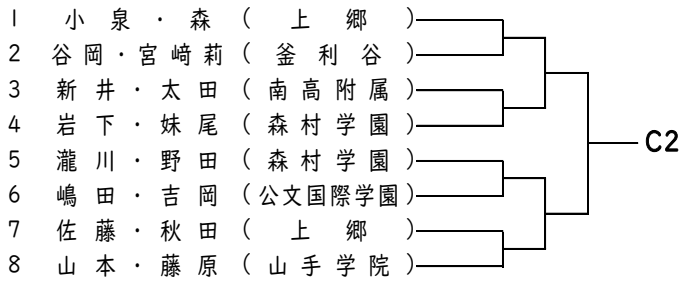 1 小泉・森 (上郷)
2 谷岡・宮﨑莉 (釜利谷)
3 新井・太田 (南高附属)
4 岩下・妹尾 (森村学園)
C2
5 瀧川・野田 (森村学園)
6 嶋田・吉岡 (公文国際学園)
7 佐藤・秋田 (上郷)
8 山本・藤原 (山手学院)